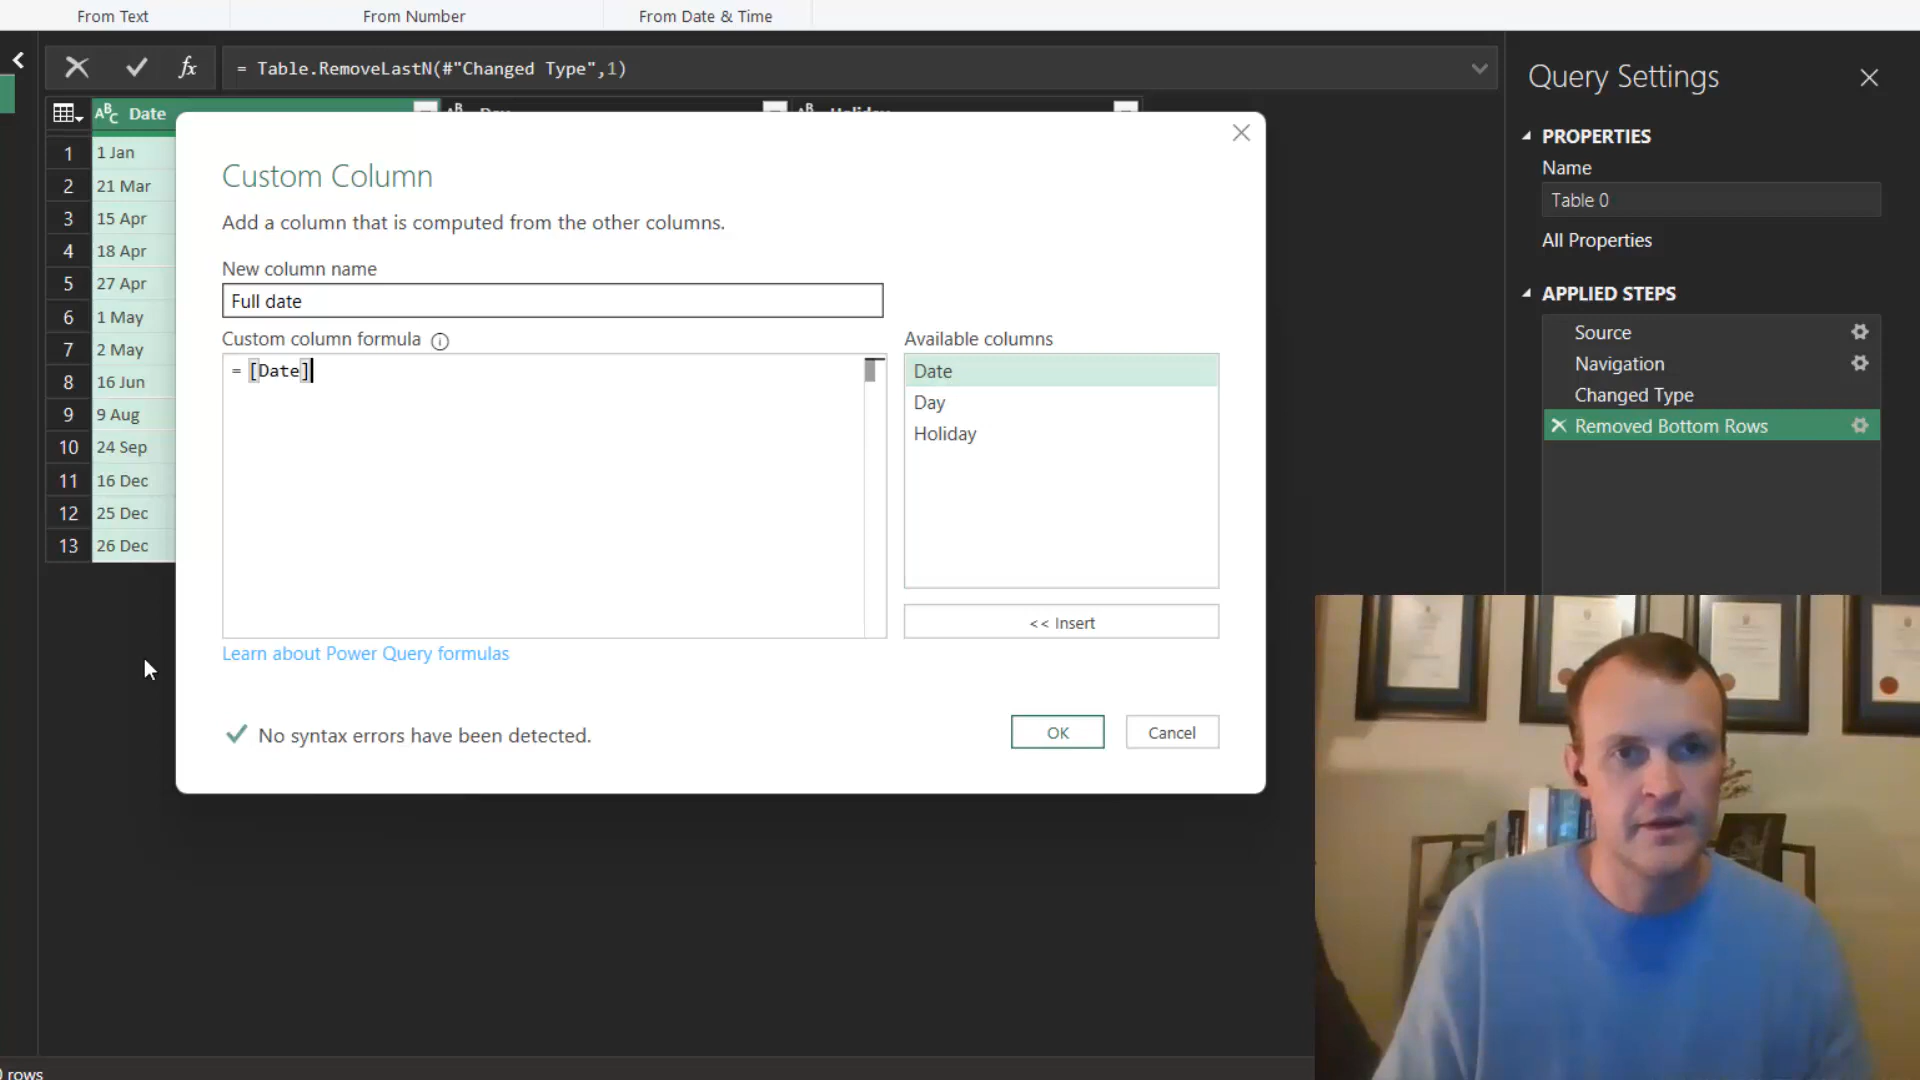 From Text
From Number
From Date & Time
= Table.RemoveLastN(#"Changed Type",1)
Date
1 1 Jan
2 21 Mar
3 15 Apr
4 18 Apr
5 27 Apr
6 1 May
7 2 May
8 16 Jun
9 9 Aug
10 24 Sep
11 16 Dec
12 25 Dec
13 26 Dec
Custom Column
Add a column that is computed from the other columns.
New column name
Full date
Custom column formula
= [Date]
Available columns
Date
Day
Holiday
<< Insert
Learn about Power Query formulas
No syntax errors have been detected.
OK
Cancel
Query Settings
PROPERTIES
Name
Table 0
All Properties
APPLIED STEPS
Source
Navigation
Changed Type
Removed Bottom Rows
rows